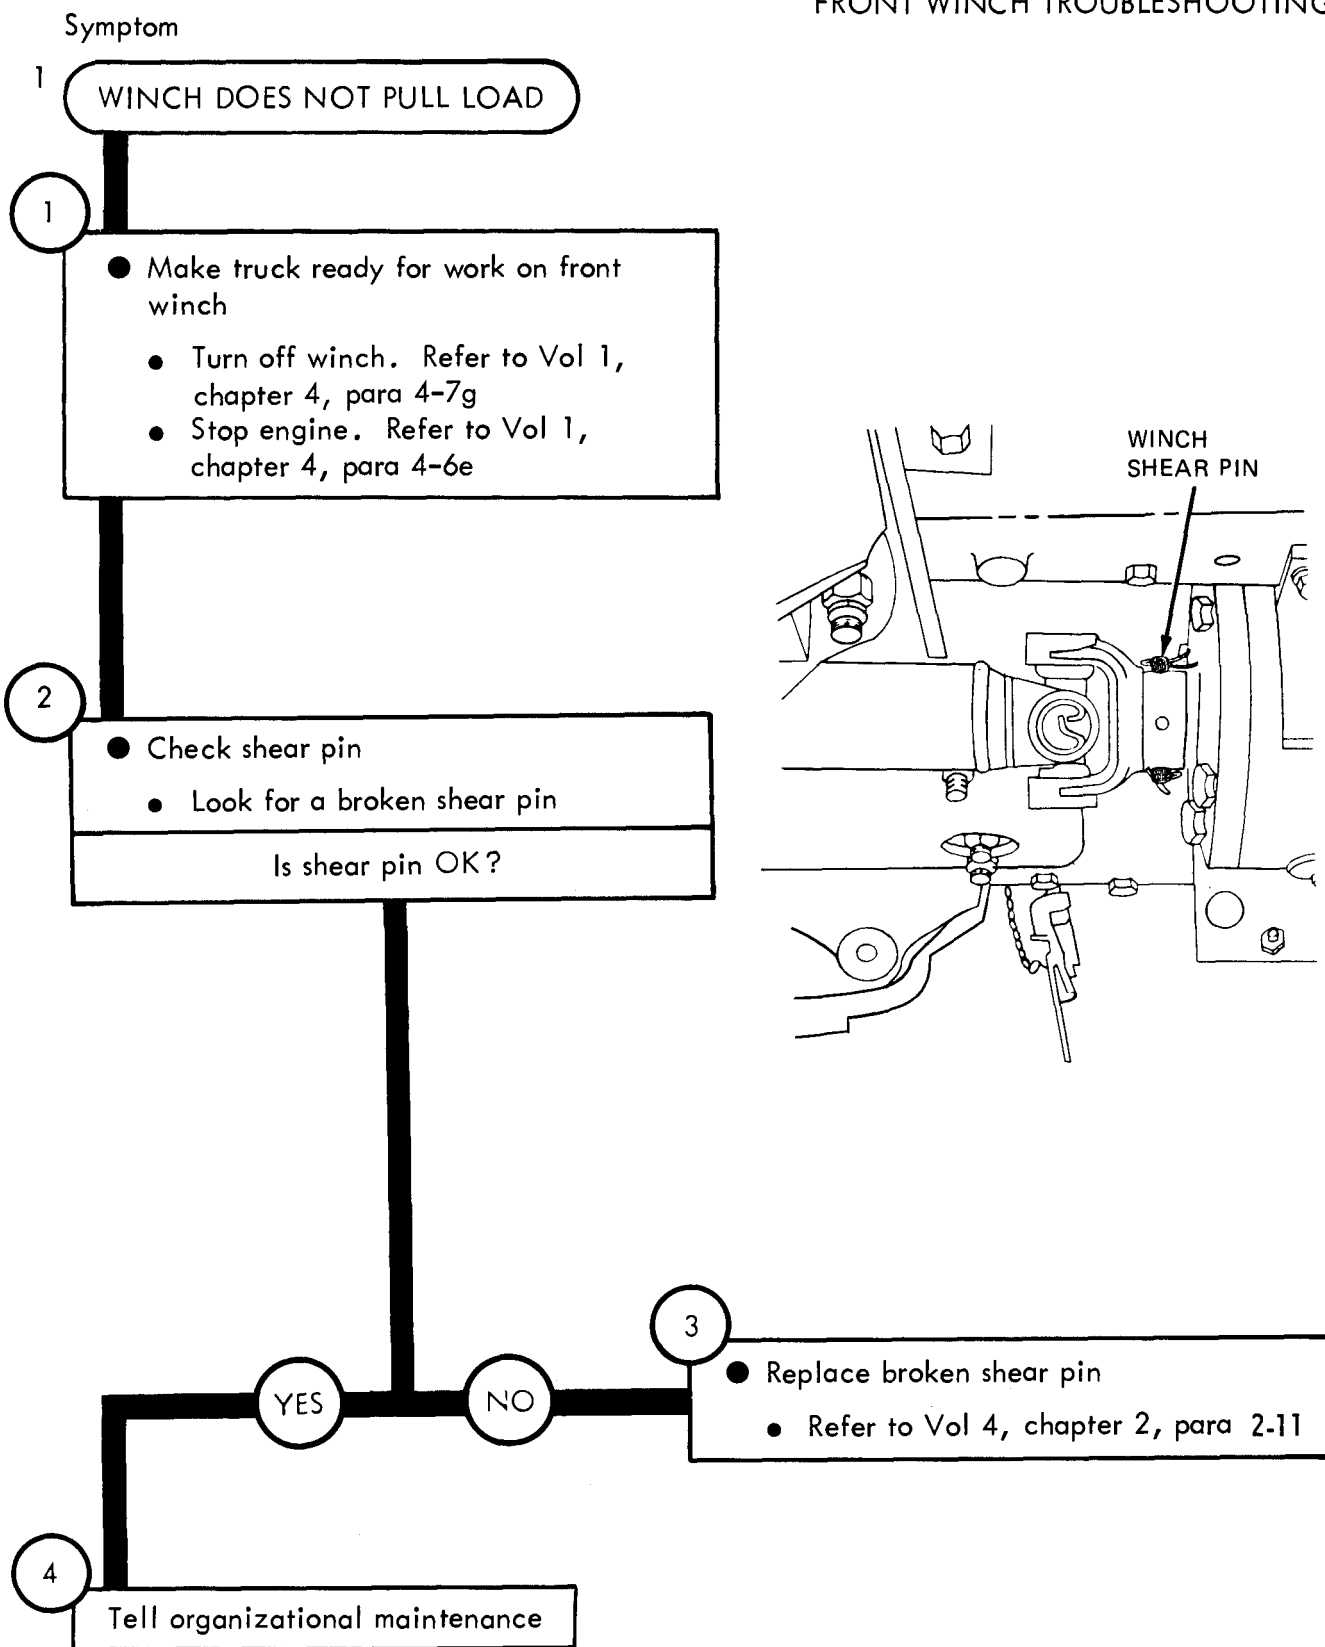 FRONT WINCH TROUBLESHOOTING
Symptom
1
WINCH DOES NOT PULL LOAD
1
● Make truck ready for work on front
winch
● Turn off winch. Refer to Vol 1,
chapter 4, para 4-7g
● Stop engine. Refer to Vol 1,
chapter 4, para 4-6e
WINCH
SHEAR PIN
2
● Check shear pin
● Look for a broken shear pin
Is shear pin OK?
3
● Replace broken shear pin
● Refer to Vol 4, chapter 2, para 2-11
YES
NO
4
Tell organizational maintenance